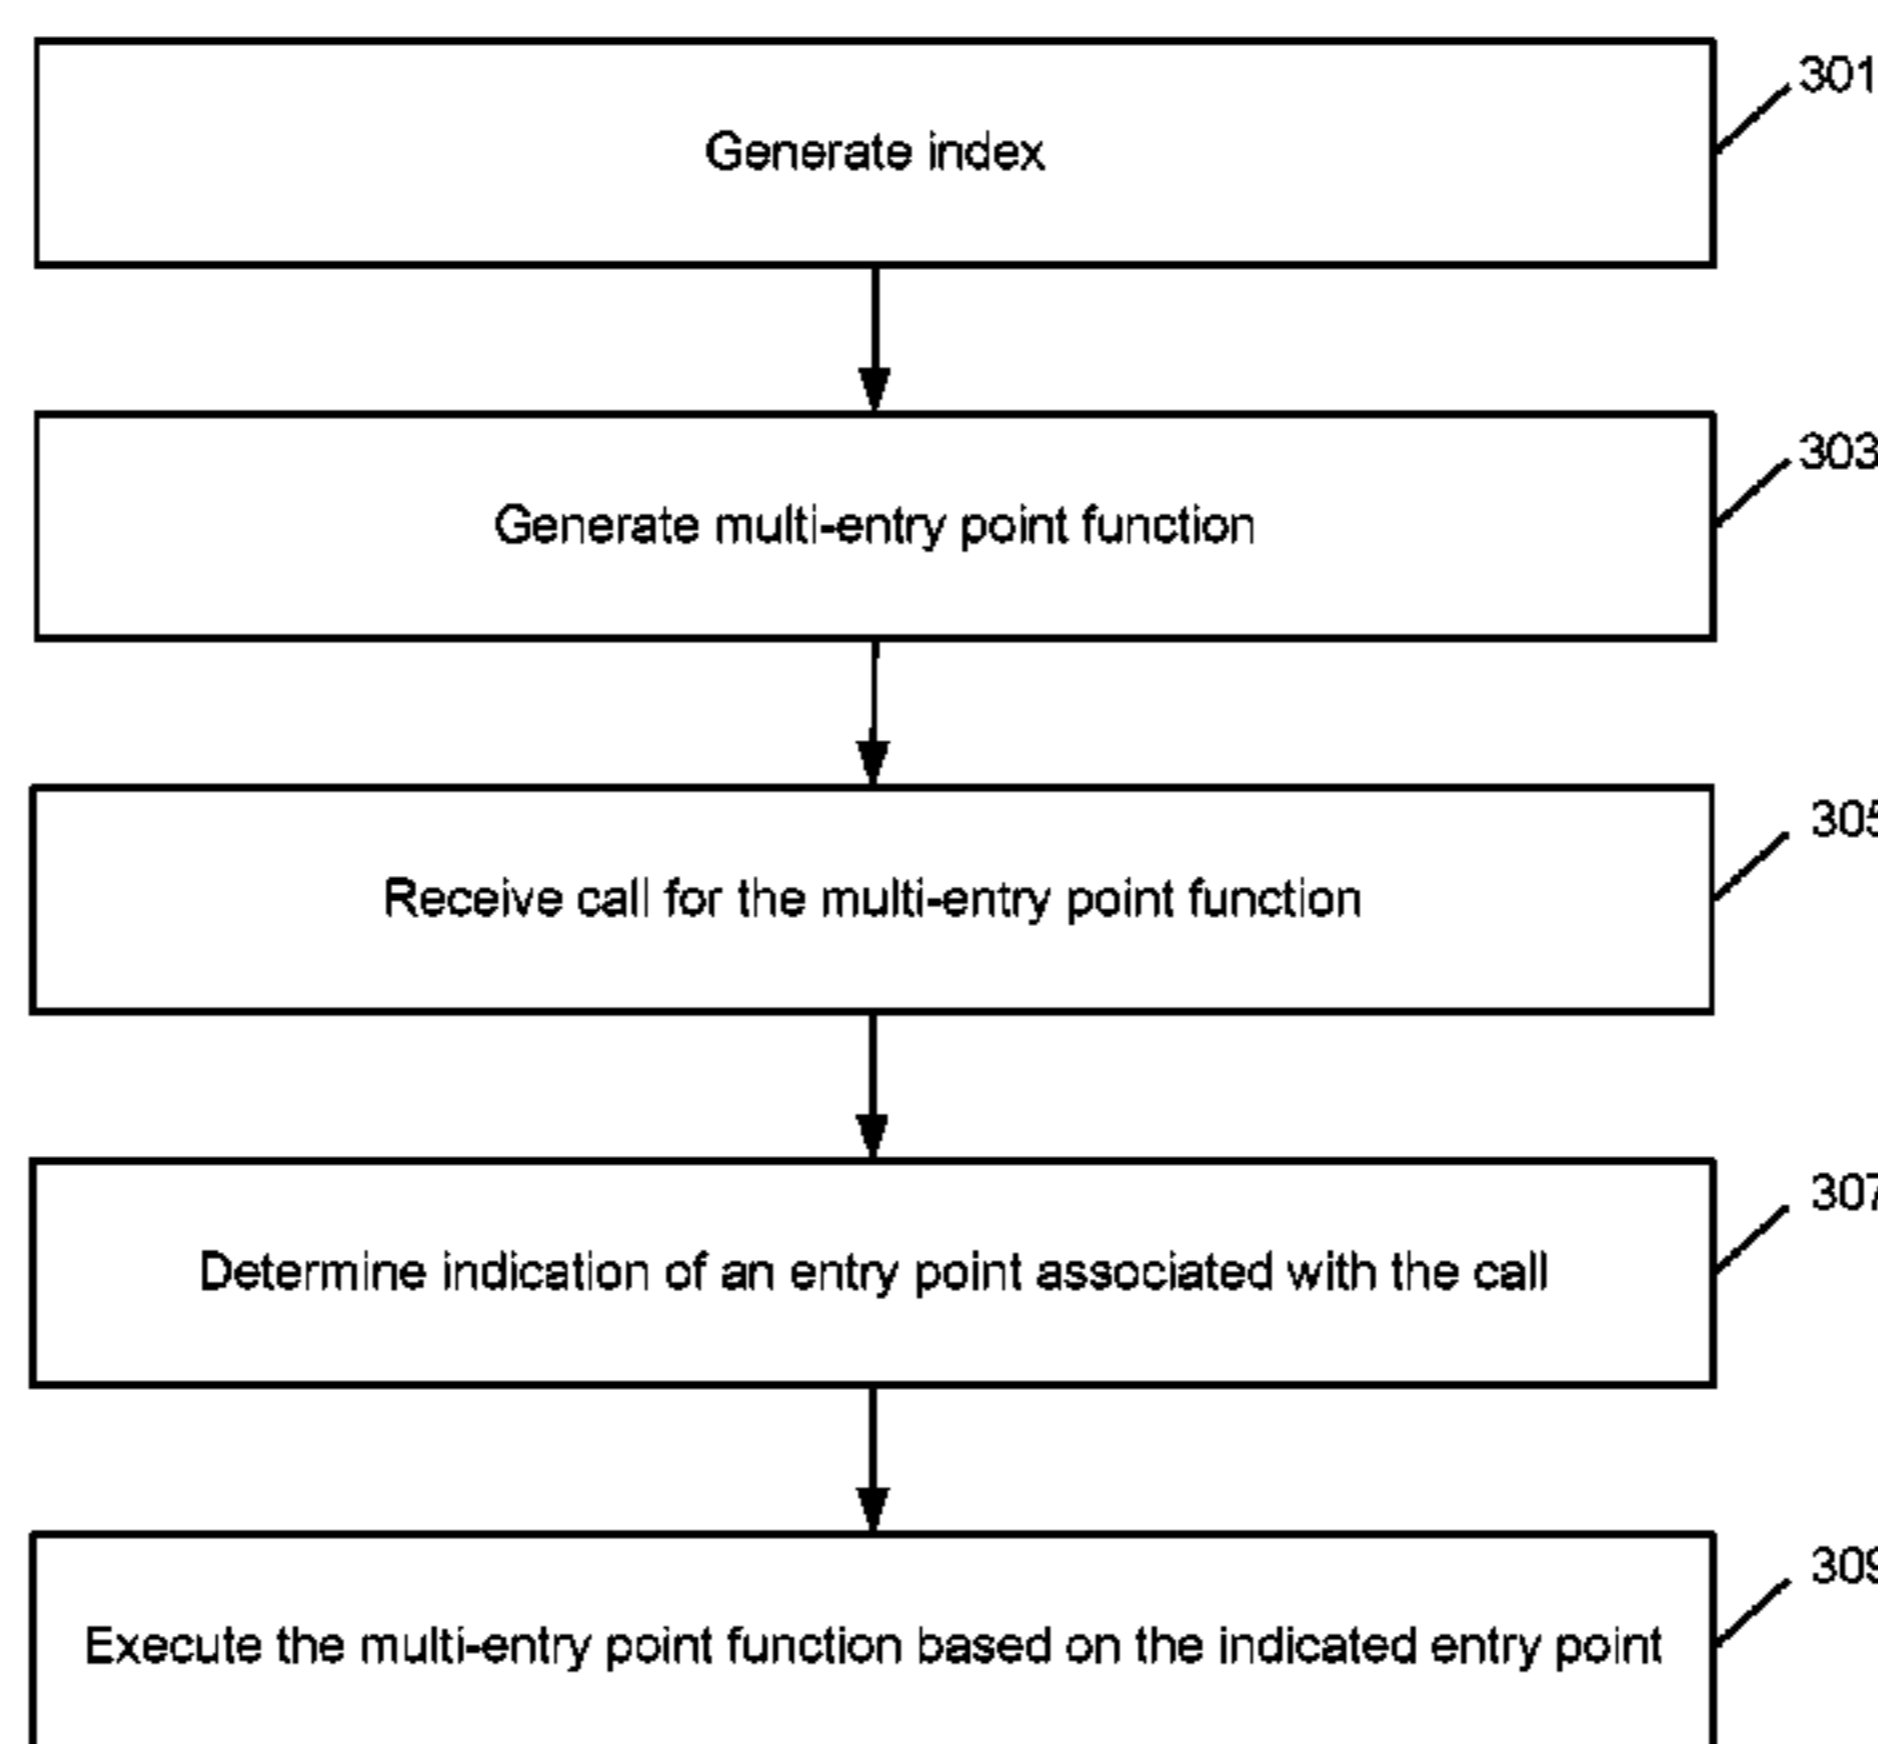 Generate index
301
Generate multi-entry point function
303
Receive call for the multi-entry point function
305
Determine indication of an entry point associated with the call
307
Execute the multi-entry point function based on the indicated entry point
309